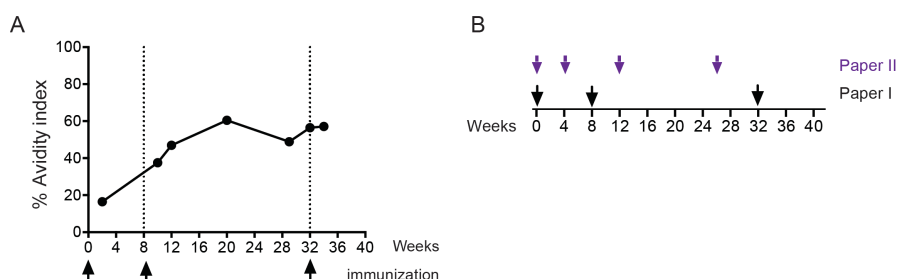 A
% Avidity index
100
80
60
40
20
0
0 4 8 12 16 20 24 28 32 36 40 Weeks
immunization
B
Paper II
Paper I
Weeks 0 4 8 12 16 20 24 28 32 36 40